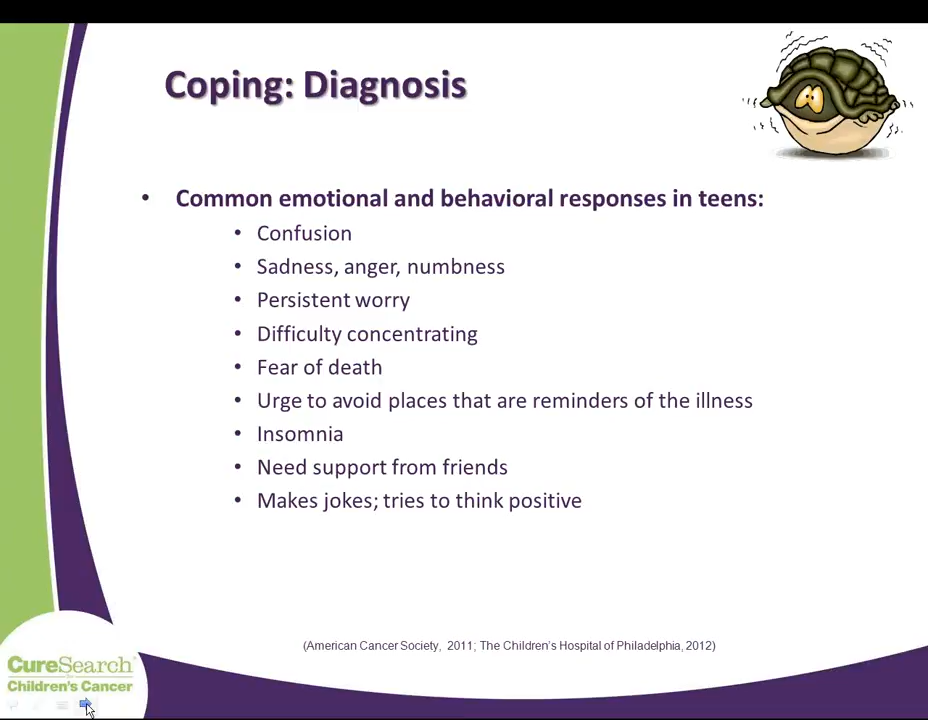 Coping: Diagnosis
• Common emotional and behavioral responses in teens:
• Confusion
• Sadness, anger, numbness
• Persistent worry
• Difficulty concentrating
• Fear of death
• Urge to avoid places that are reminders of the illness
• Insomnia
• Need support from friends
• Makes jokes; tries to think positive
(American Cancer Society, 2011; The Children's Hospital of Philadelphia, 2012)
CureSearch
Children's Cancer